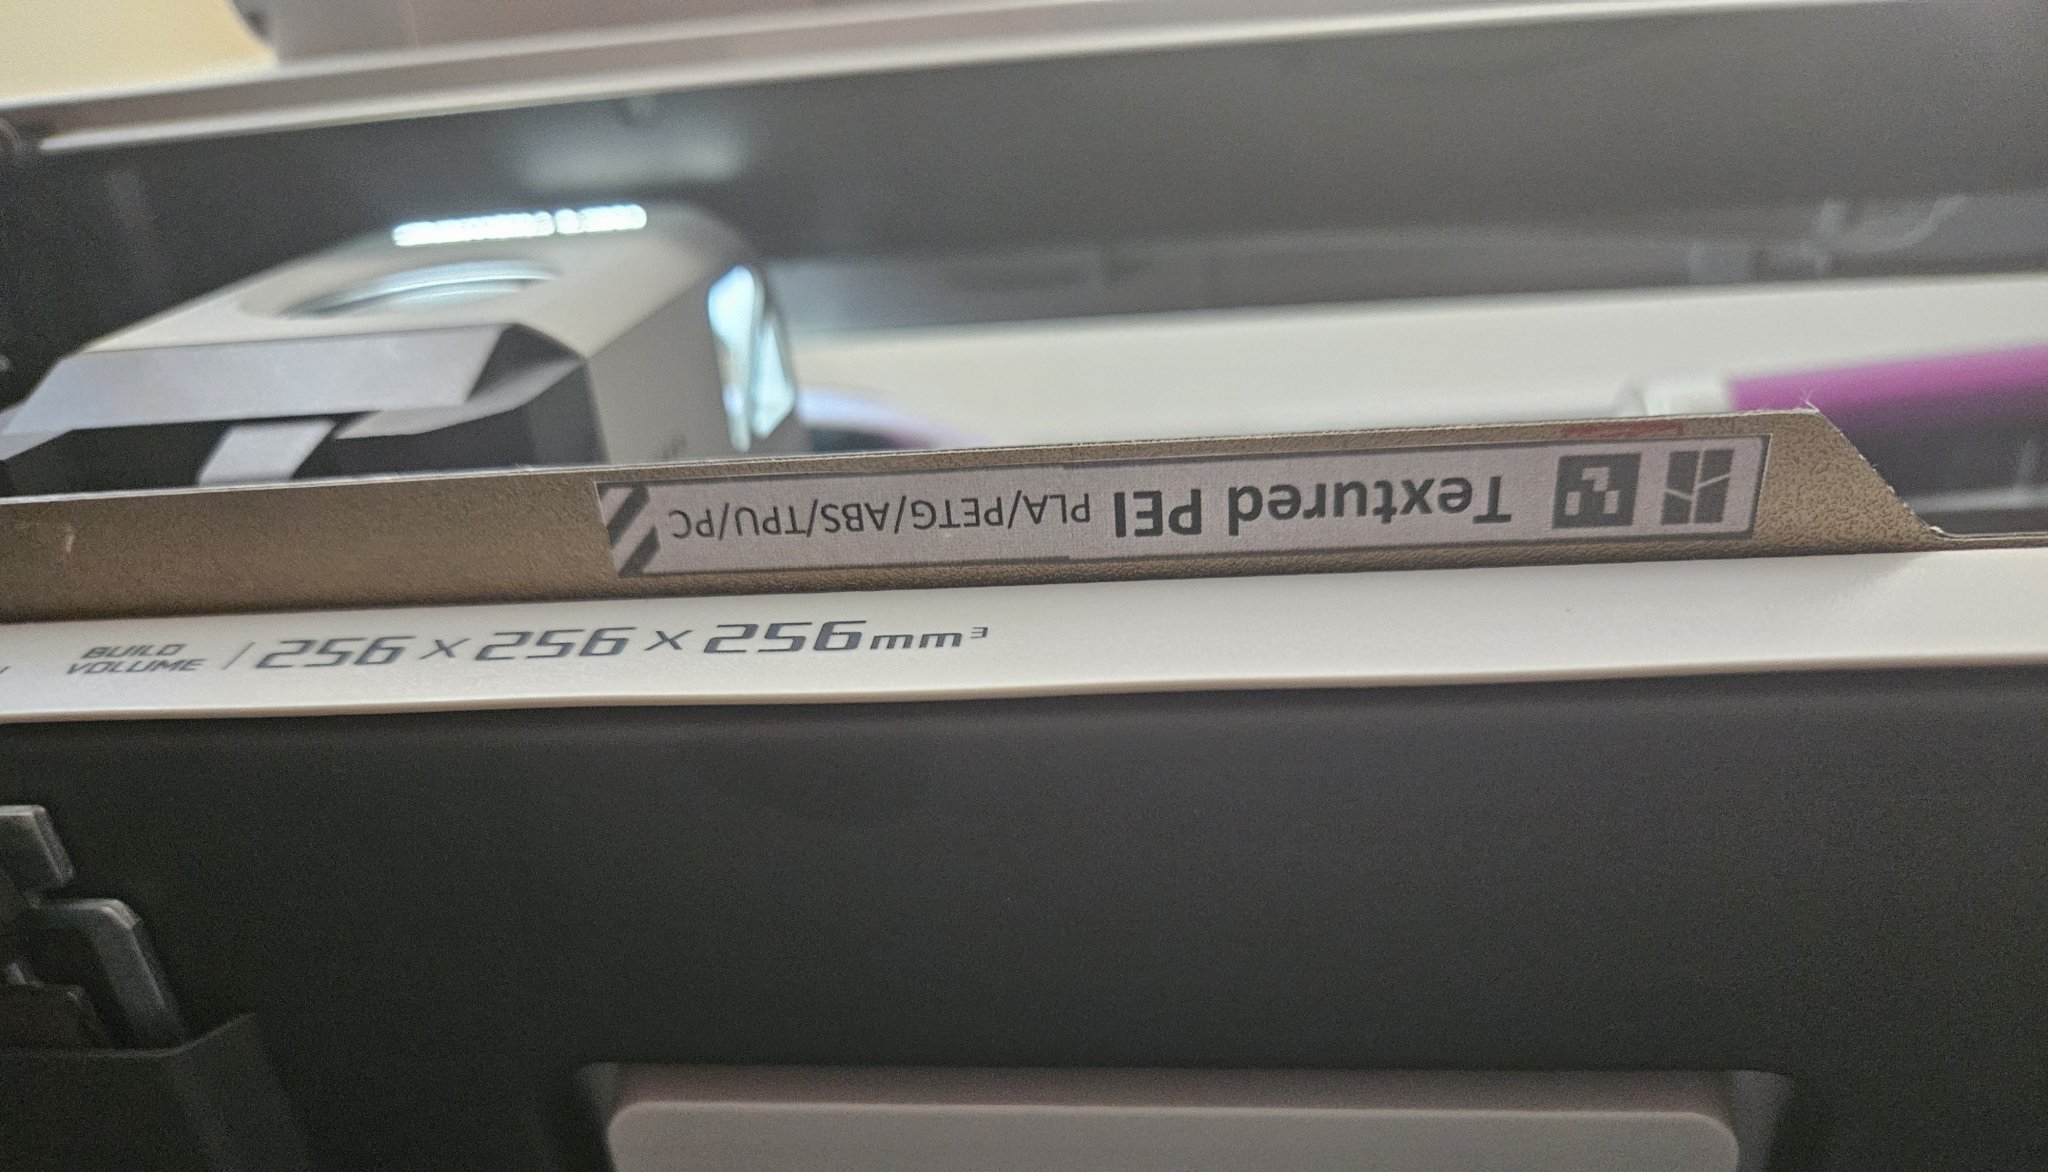 Textured PEI PLA/PETG/ABS/TPU/PC
BUILD
VOLUME / 256 × 256 × 256mm³